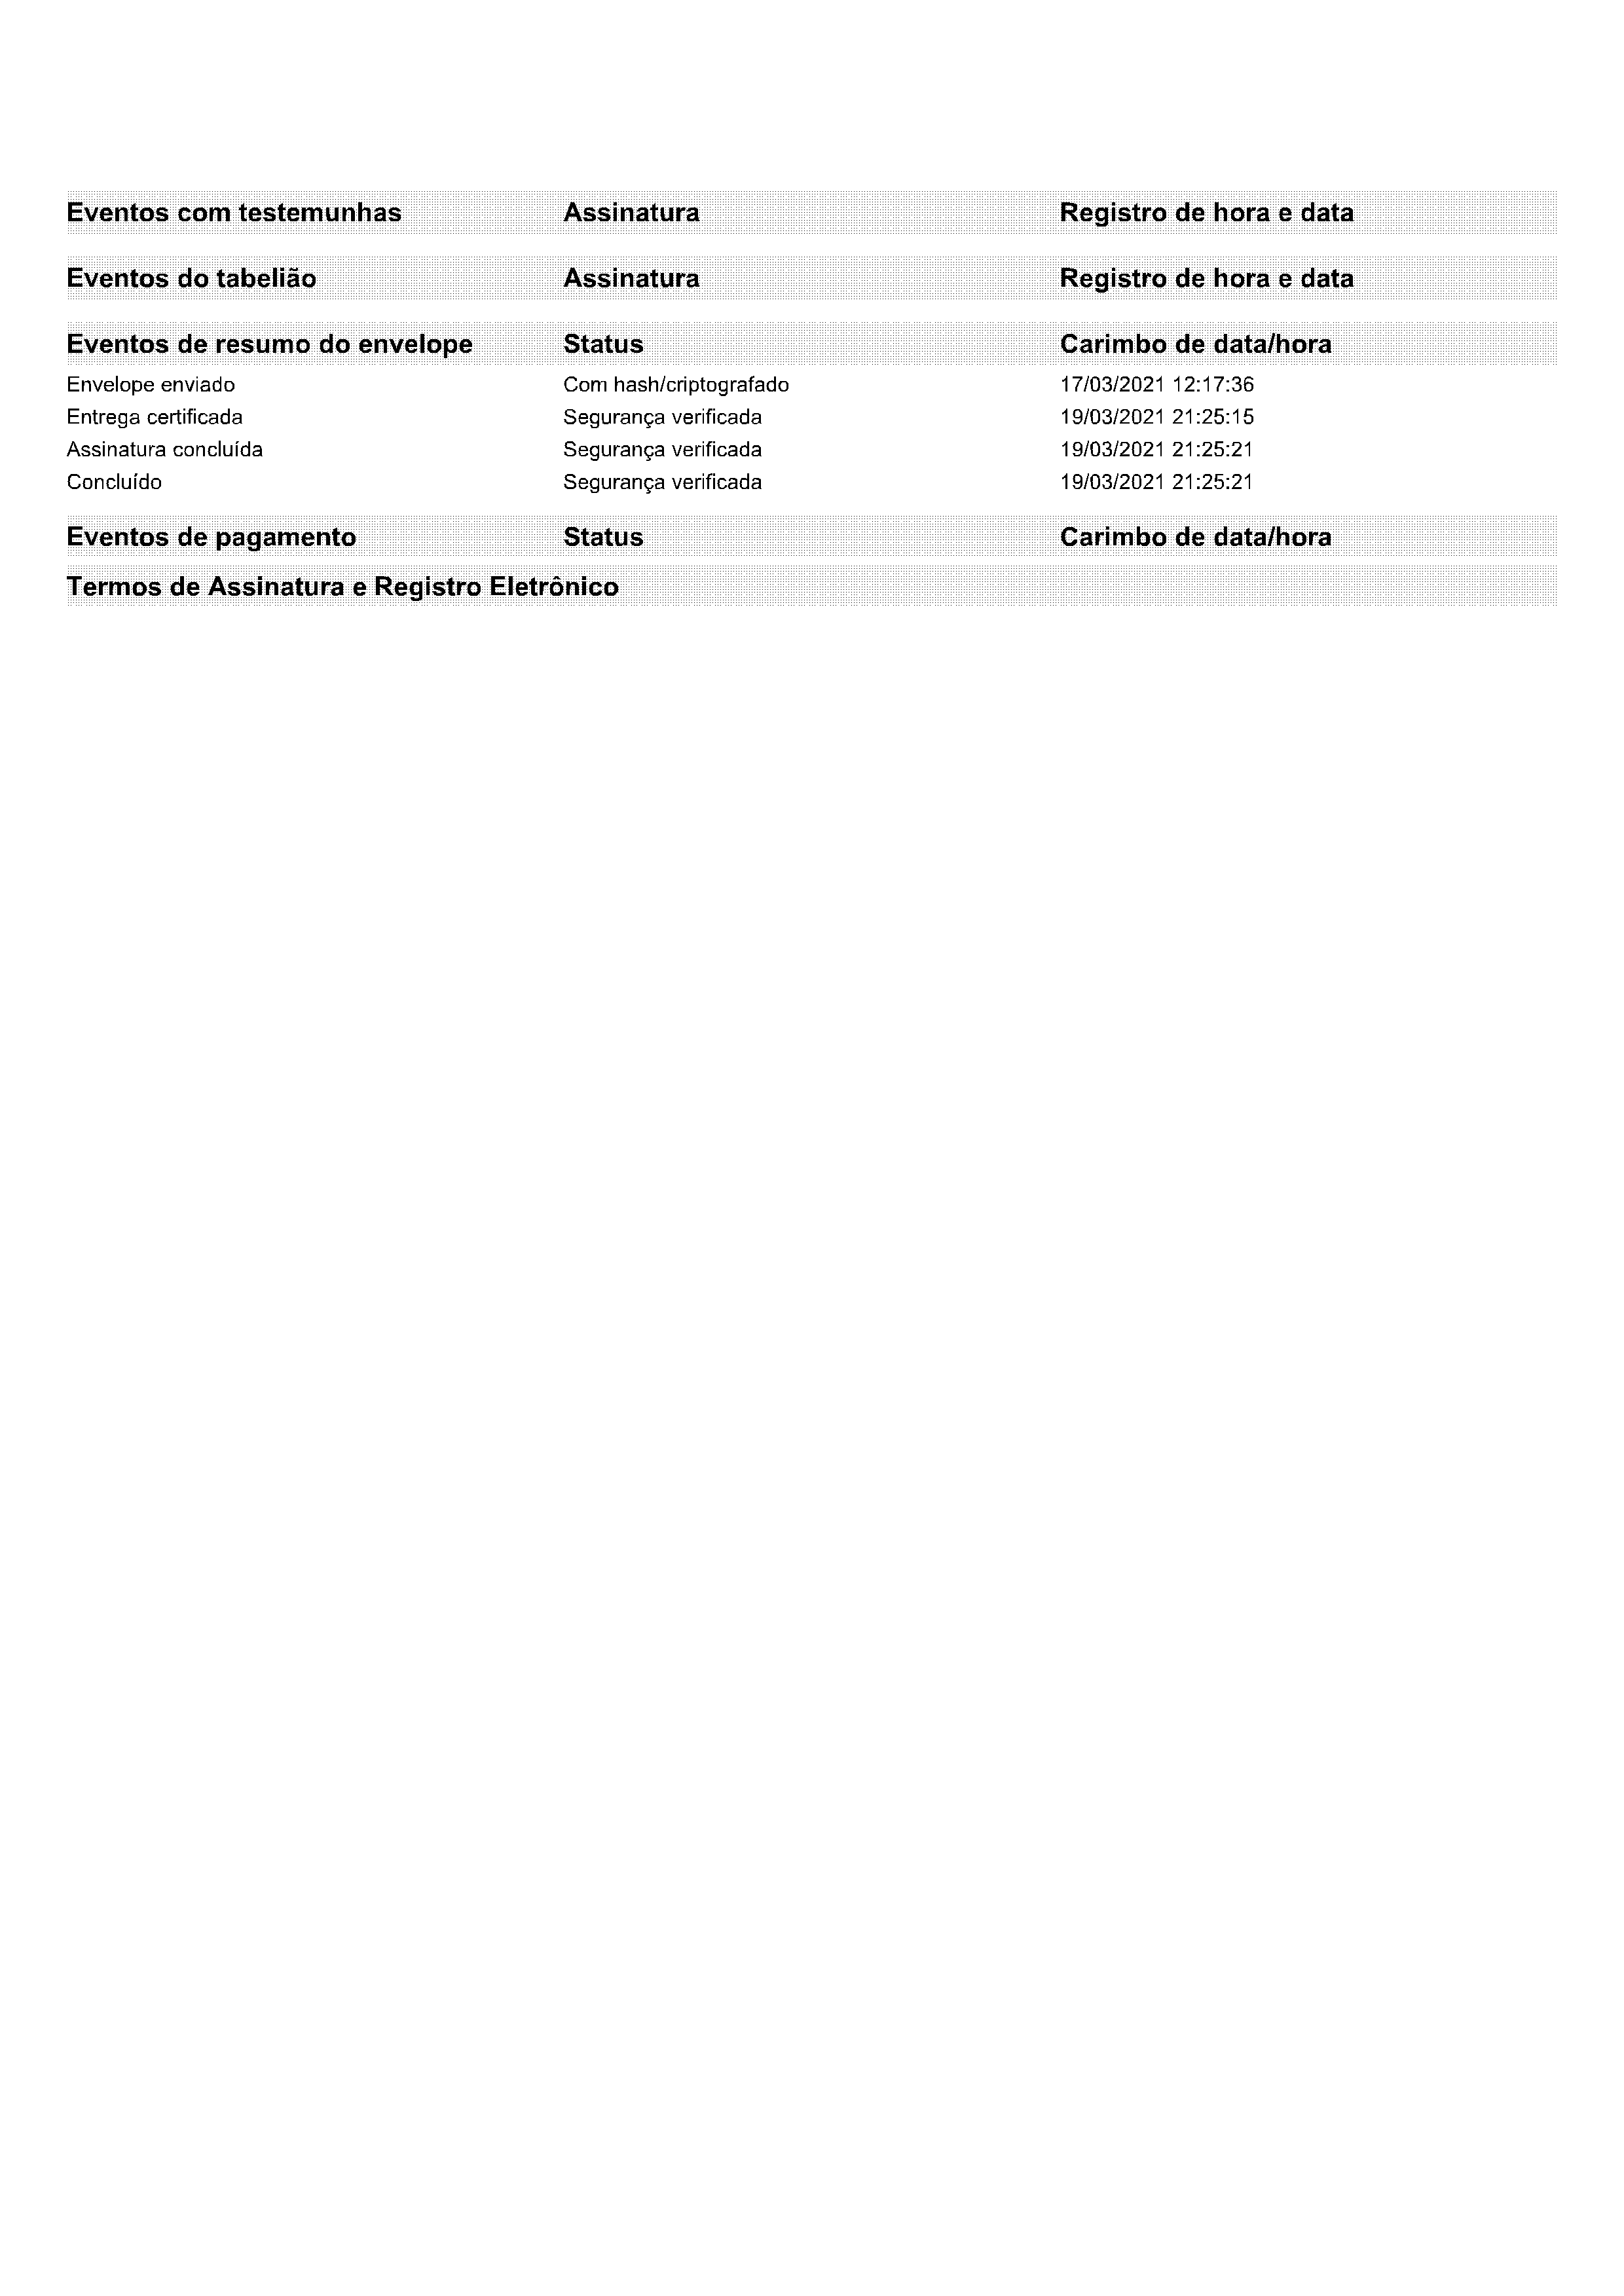 Eventos com testemunhas Assinatura Registro de hora e data
Eventos do tabelião Assinatura Registro de hora e data
Eventos de resumo do envelope Status Carimbo de data/hora
Envelope enviado Com hash/criptografado 17/03/2021 12:17:36
Entrega certificada Segurança verificada 19/03/2021 21:25:15
Assinatura concluída Segurança verificada 19/03/2021 21:25:21
Concluído Segurança verificada 19/03/2021 21:25:21
Eventos de pagamento Status Carimbo de data/hora
Termos de Assinatura e Registro Eletrônico